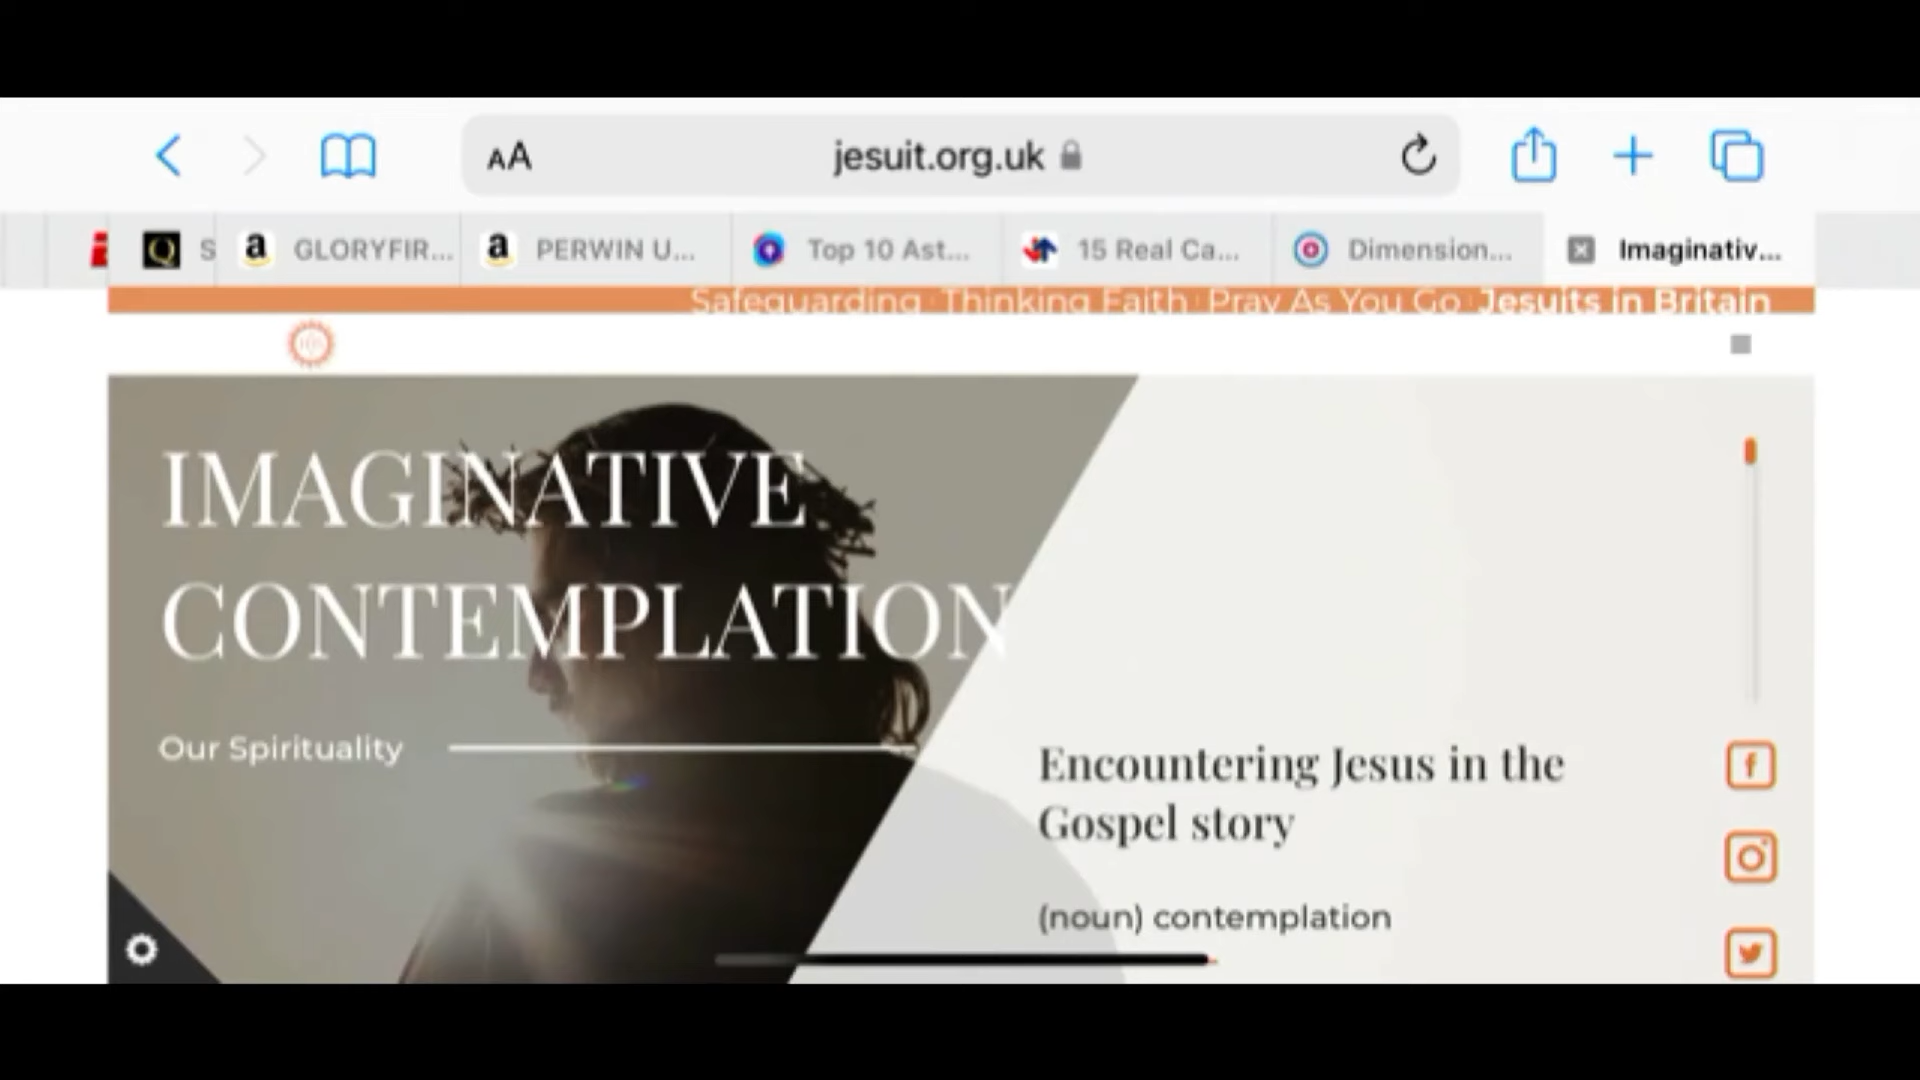 AA jesuit.org.uk
S GLORYFIR... PERWIN U... Top 10 Ast... 15 Real Ca... Dimension... Imaginativ...
Safeguarding Thinking Faith Pray As You Go Jesuits in Britain
IMAGINATIVE
CONTEMPLATION
Our Spirituality
Encountering Jesus in the
Gospel story
(noun) contemplation